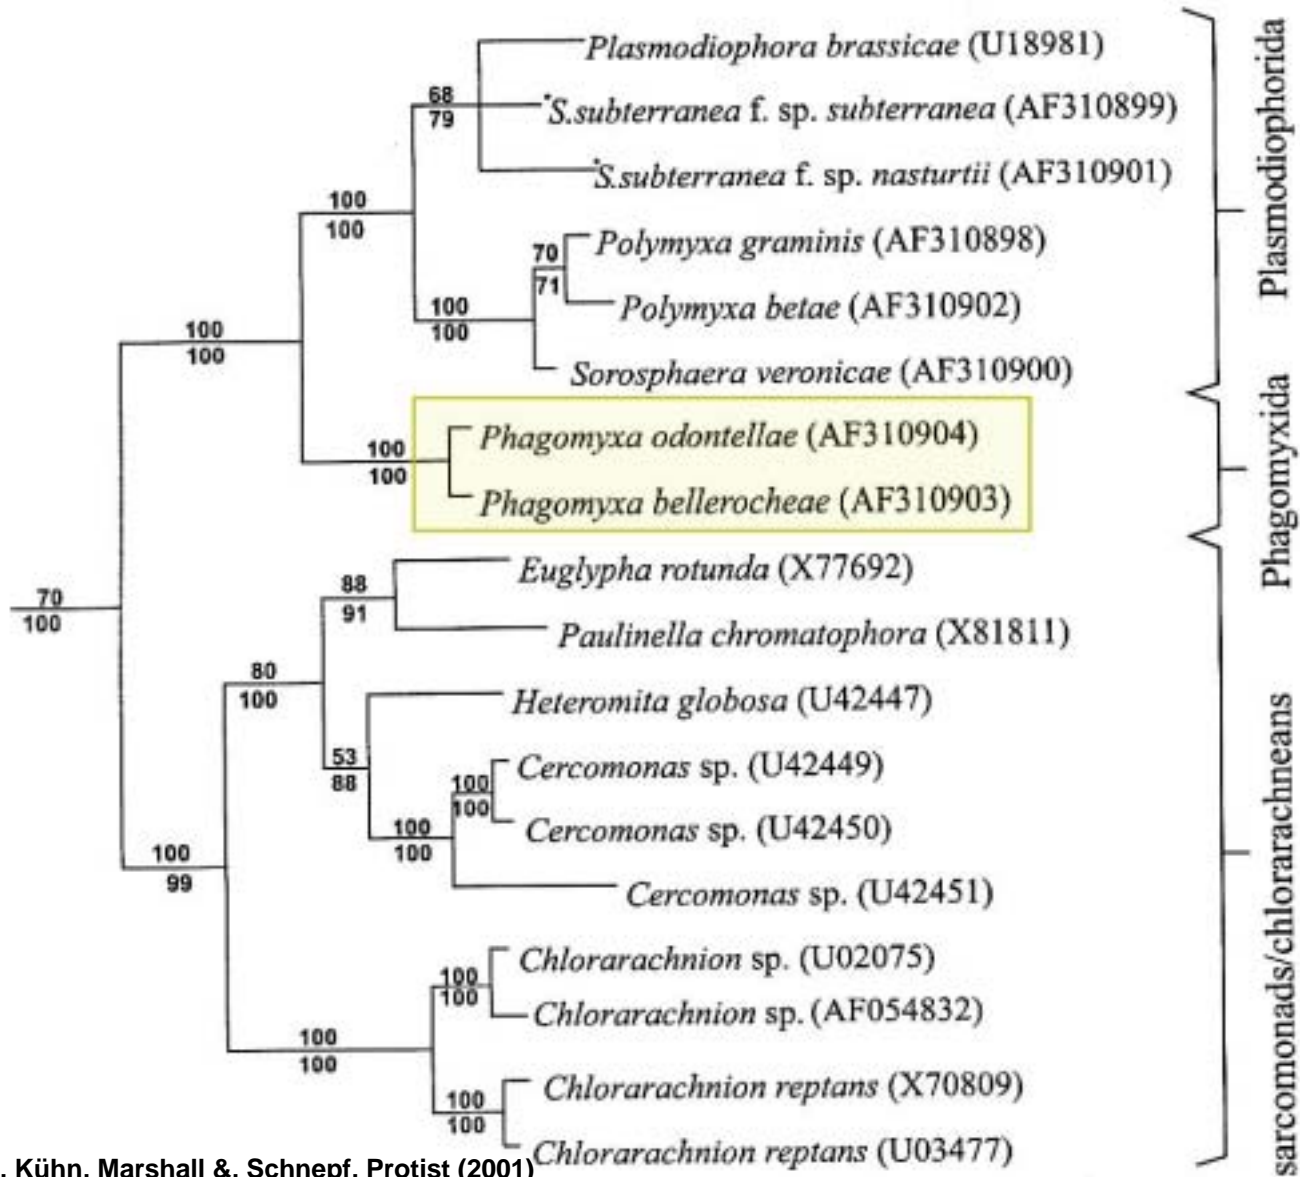 Plasmodiophora brassicae (U18981)
68
79
*S.subterranea f. sp. subterranea (AF310899)
*S.subterranea f. sp. nasturtii (AF310901)
100
100
Polymyxa graminis (AF310898)
70
71
Polymyxa betae (AF310902)
100
100
Sorosphaera veronicae (AF310900)
Plasmodiophorida
100
100
Phagomyxa odontellae (AF310904)
100
100
Phagomyxa bellerocheae (AF310903)
Phagomyxida
70
100
Euglypha rotunda (X77692)
88
91
Paulinella chromatophora (X81811)
80
100
Heteromita globosa (U42447)
53
88
Cercomonas sp. (U42449)
100
100
Cercomonas sp. (U42450)
100
100
Cercomonas sp. (U42451)
100
99
Chlorarachnion sp. (U02075)
100
100
Chlorarachnion sp. (AF054832)
100
100
Chlorarachnion reptans (X70809)
100
100
Chlorarachnion reptans (U03477)
sarcomonads/chlorarachneans
. Kühn, Marshall &, Schnepf, Protist (2001)